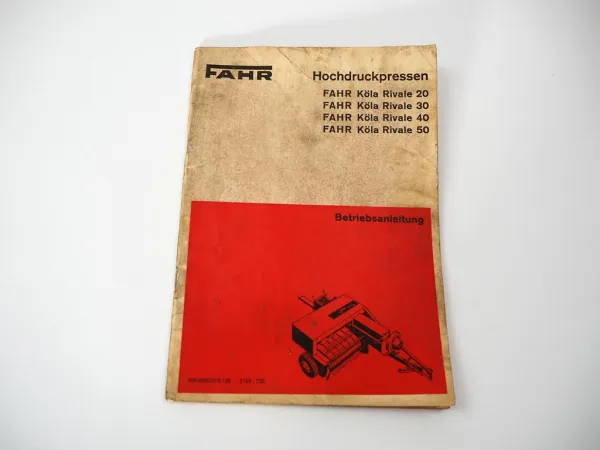 FAHR
Hochdruckpressen
FAHR Köla Rivale 20
FAHR Köla Rivale 30
FAHR Köla Rivale 40
FAHR Köla Rivale 50
Betriebsanleitung